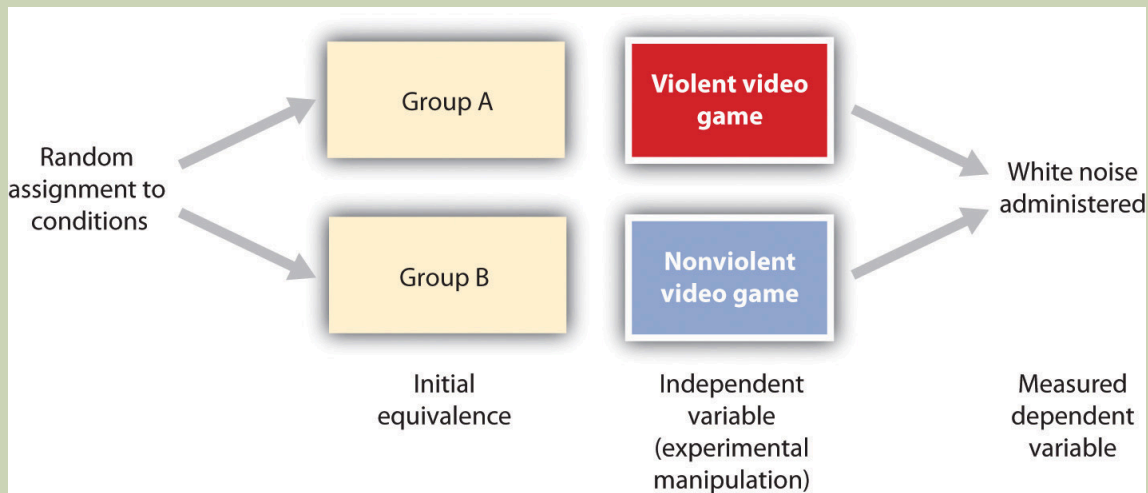 Random
assignment to
conditions
Group A
Group B
Initial
equivalence
Violent video
game
Nonviolent
video game
Independent
variable
(experimental
manipulation)
White noise
administered
Measured
dependent
variable